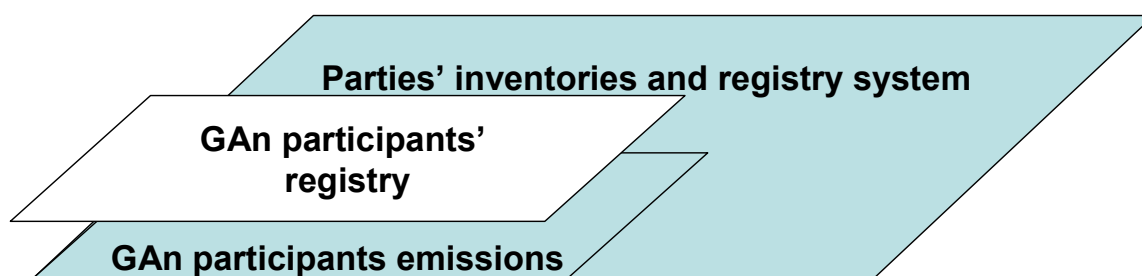 Parties’ inventories and registry system
GAn participants’
registry
GAn participants emissions